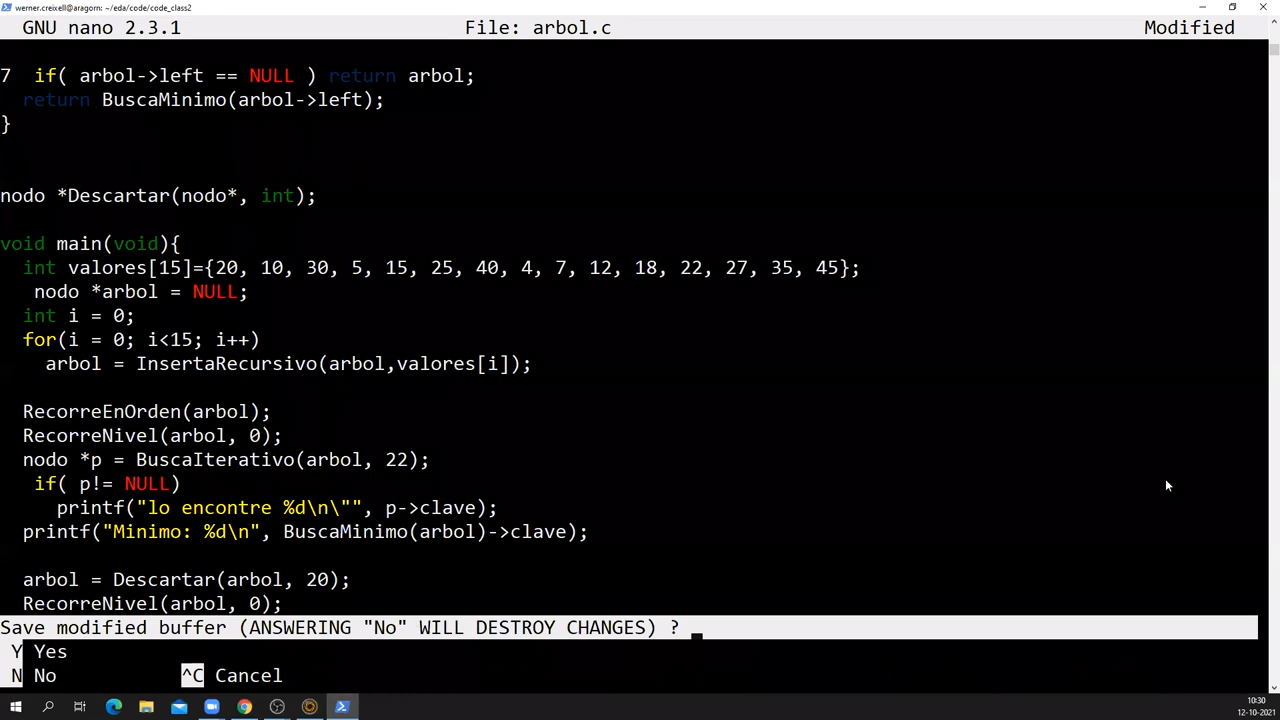 werner.creixell@aragorn: ~/eda/code/code_class2
GNU nano 2.3.1 File: arbol.c Modified
7  if( arbol->left == NULL ) return arbol;
  return BuscaMinimo(arbol->left);
}
nodo *Descartar(nodo*, int);
void main(void){
  int valores[15]={20, 10, 30, 5, 15, 25, 40, 4, 7, 12, 18, 22, 27, 35, 45};
   nodo *arbol = NULL;
  int i = 0;
  for(i = 0; i<15; i++)
    arbol = InsertaRecursivo(arbol,valores[i]);
  RecorreEnOrden(arbol);
  RecorreNivel(arbol, 0);
  nodo *p = BuscaIterativo(arbol, 22);
   if( p!= NULL)
     printf("lo encontre %d\n\"", p->clave);
  printf("Minimo: %d\n", BuscaMinimo(arbol)->clave);
  arbol = Descartar(arbol, 20);
  RecorreNivel(arbol, 0);
Save modified buffer (ANSWERING "No" WILL DESTROY CHANGES) ?
Y Yes
N No ^C Cancel
10:30
12-10-2021